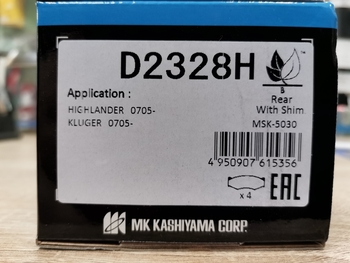 D2328H
Application :
HIGHLANDER 0705-
KLUGER 0705-
B
Rear
With Shim
MSK-5030
4 950907 615356
x 4
EAC
MK KASHIYAMA CORP.